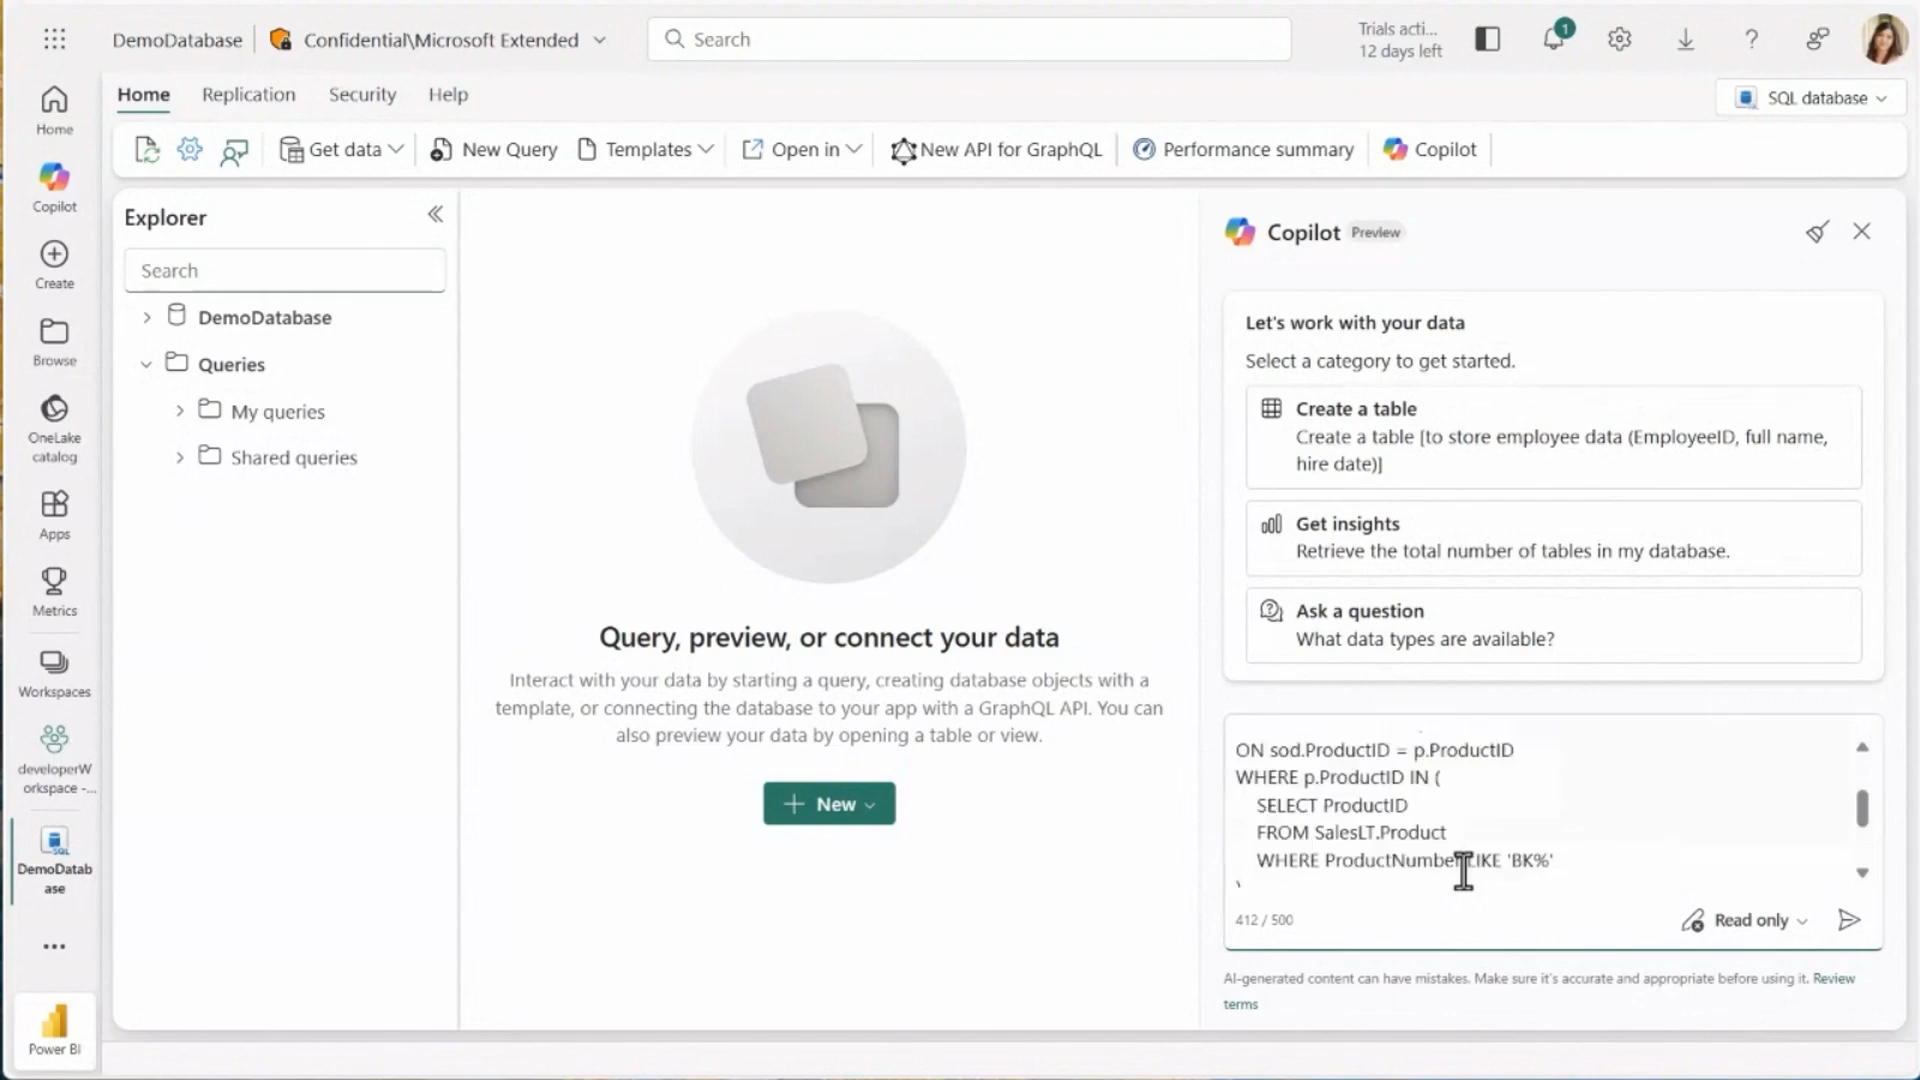 DemoDatabase
Confidential\Microsoft Extended
Search
Trials acti...
12 days left
1
Home
Replication
Security
Help
SQL database
Get data
New Query
Templates
Open in
New API for GraphQL
Performance summary
Copilot
Home
Copilot
Create
Browse
OneLake
catalog
Apps
Metrics
Workspaces
developerW
orkspace -...
SQL
DemoDatab
ase
Power BI
Explorer
Search
DemoDatabase
Queries
My queries
Shared queries
Query, preview, or connect your data
Interact with your data by starting a query, creating database objects with a
template, or connecting the database to your app with a GraphQL API. You can
also preview your data by opening a table or view.
New
Copilot Preview
Let's work with your data
Select a category to get started.
Create a table
Create a table [to store employee data (EmployeeID, full name,
hire date)]
Get insights
Retrieve the total number of tables in my database.
Ask a question
What data types are available?
ON sod.ProductID = p.ProductID
WHERE p.ProductID IN (
SELECT ProductID
FROM SalesLT.Product
WHERE ProductNumber LIKE 'BK%'
412 / 500
Read only
AI-generated content can have mistakes. Make sure it's accurate and appropriate before using it. Review
terms